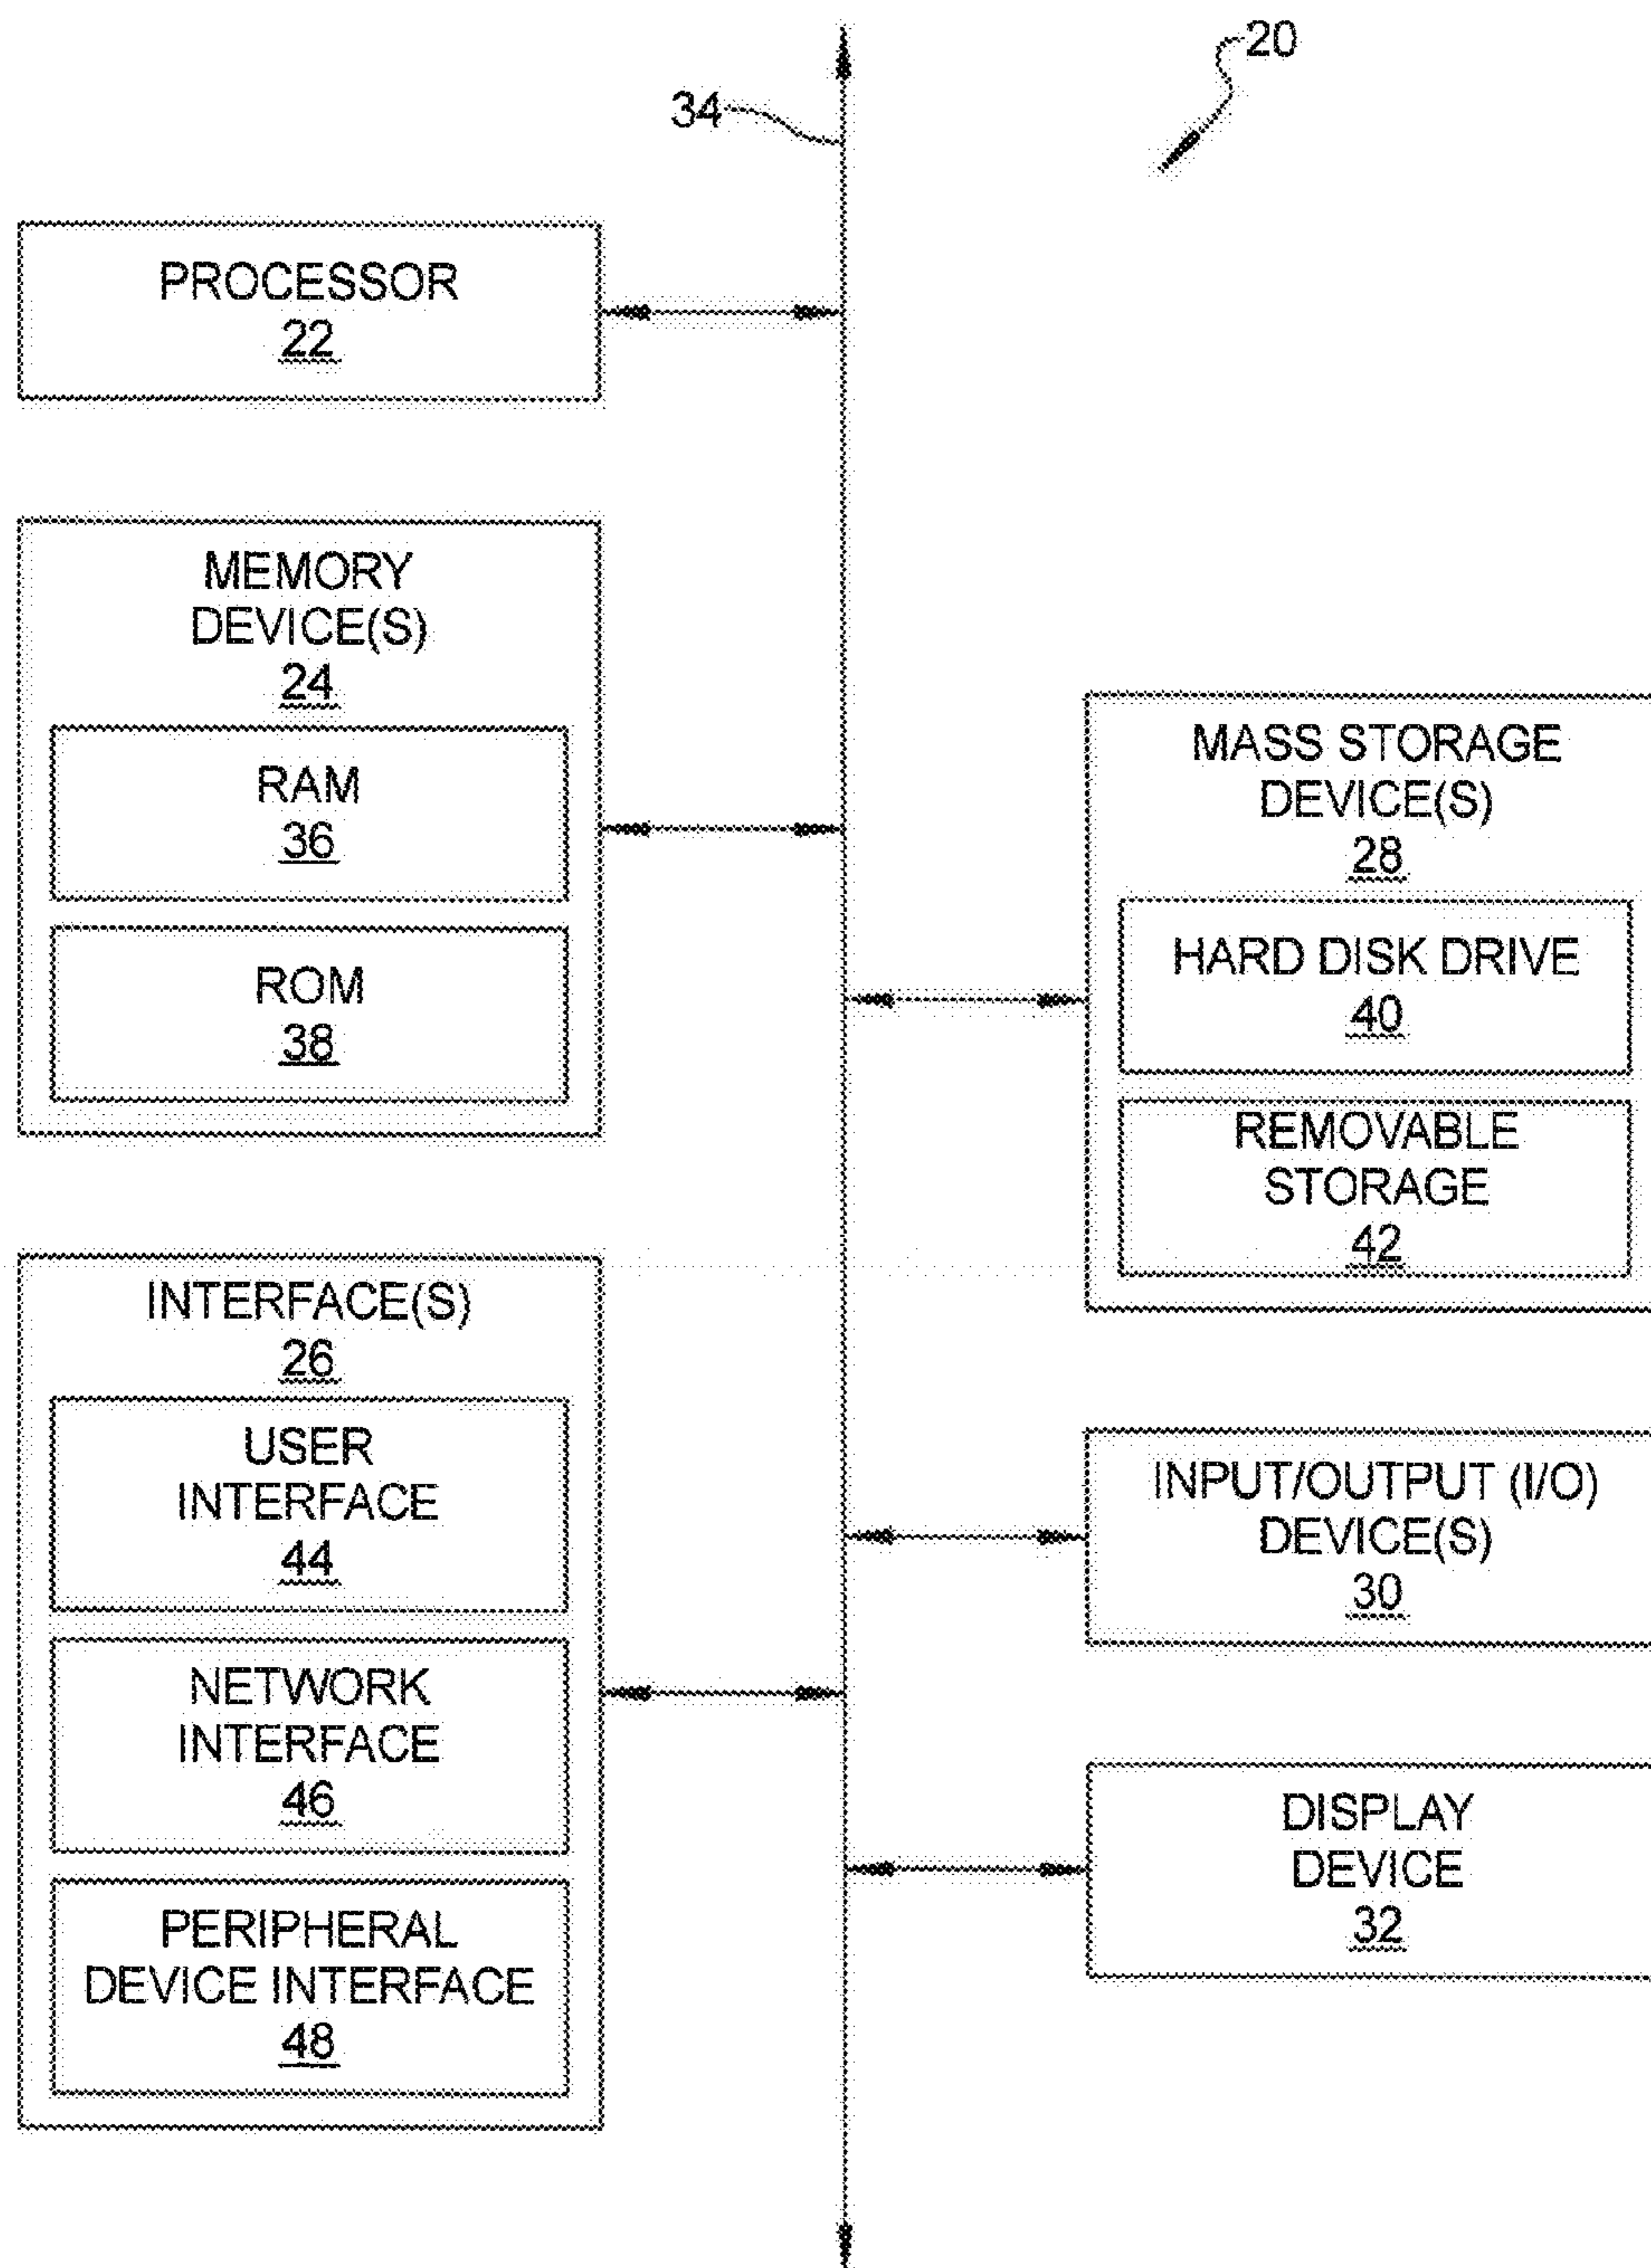 20
34
PROCESSOR
22
MEMORY
DEVICE(S)
24
RAM
36
ROM
38
INTERFACE(S)
26
USER
INTERFACE
44
NETWORK
INTERFACE
46
PERIPHERAL
DEVICE INTERFACE
48
MASS STORAGE
DEVICE(S)
28
HARD DISK DRIVE
40
REMOVABLE
STORAGE
42
INPUT/OUTPUT (I/O)
DEVICE(S)
30
DISPLAY
DEVICE
32